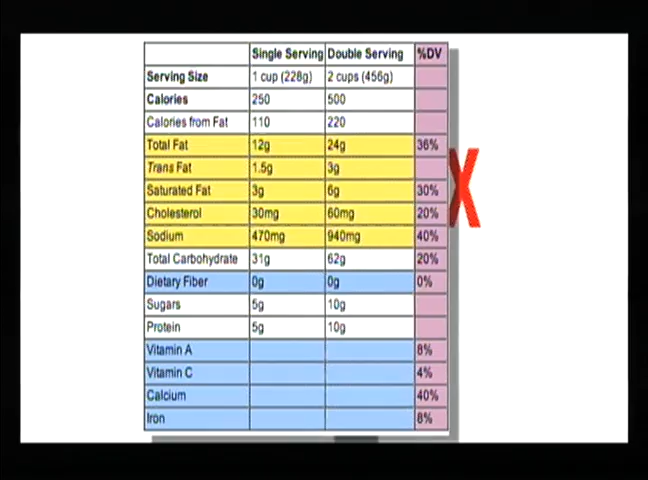 Single Serving Double Serving %DV
Serving Size 1 cup (228g) 2 cups (456g)
Calories 250 500
Calories from Fat 110 220
Total Fat 12g 24g 36%
Trans Fat 1.5g 3g
Saturated Fat 3g 6g 30%
Cholesterol 30mg 60mg 20%
Sodium 470mg 940mg 40%
Total Carbohydrate 31g 62g 20%
Dietary Fiber 0g 0g 0%
Sugars 5g 10g
Protein 5g 10g
Vitamin A 8%
Vitamin C 4%
Calcium 40%
Iron 8%
X